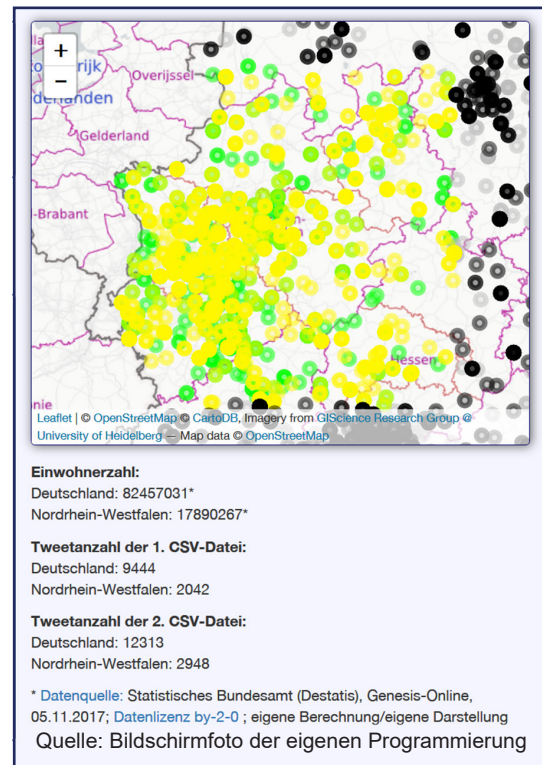 +
−
Overijssel
rijk
Gelderland
-Brabant
Hessen
Leaflet | © OpenStreetMap © CartoDB, Imagery from GIScience Research Group @
University of Heidelberg — Map data © OpenStreetMap
Einwohnerzahl:
Deutschland: 82457031*
Nordrhein-Westfalen: 17890267*
Tweetanzahl der 1. CSV-Datei:
Deutschland: 9444
Nordrhein-Westfalen: 2042
Tweetanzahl der 2. CSV-Datei:
Deutschland: 12313
Nordrhein-Westfalen: 2948
* Datenquelle: Statistisches Bundesamt (Destatis), Genesis-Online,
05.11.2017; Datenlizenz by-2-0 ; eigene Berechnung/eigene Darstellung
Quelle: Bildschirmfoto der eigenen Programmierung